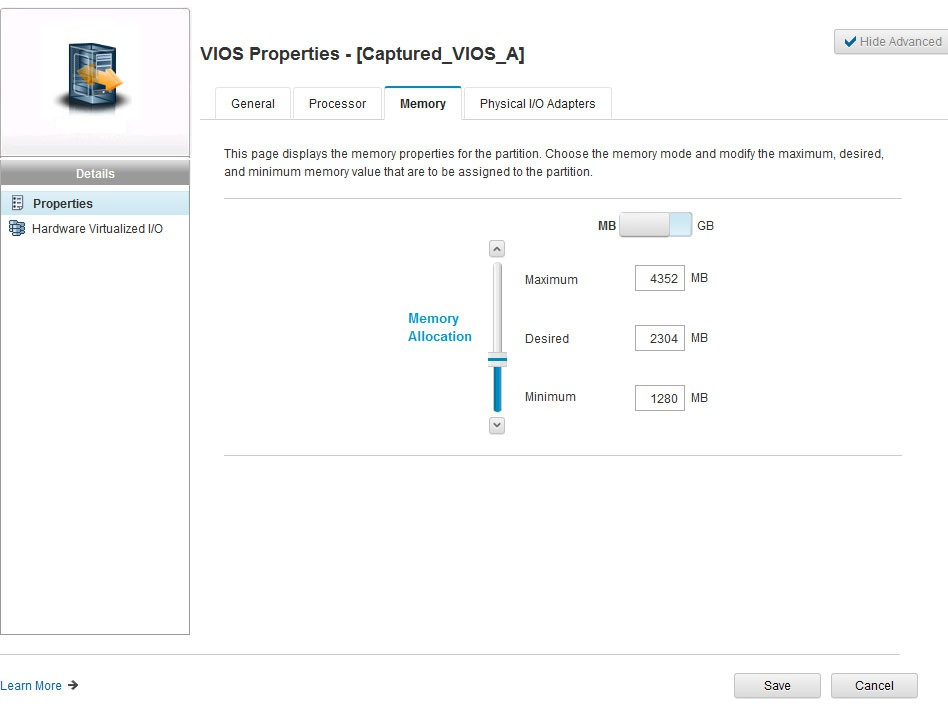 VIOS Properties - [Captured_VIOS_A]
Hide Advanced
General
Processor
Memory
Physical I/O Adapters
Details
Properties
Hardware Virtualized I/O
This page displays the memory properties for the partition. Choose the memory mode and modify the maximum, desired,
and minimum memory value that are to be assigned to the partition.
MB GB
Memory
Allocation
Maximum 4352 MB
Desired 2304 MB
Minimum 1280 MB
Learn More
Save
Cancel